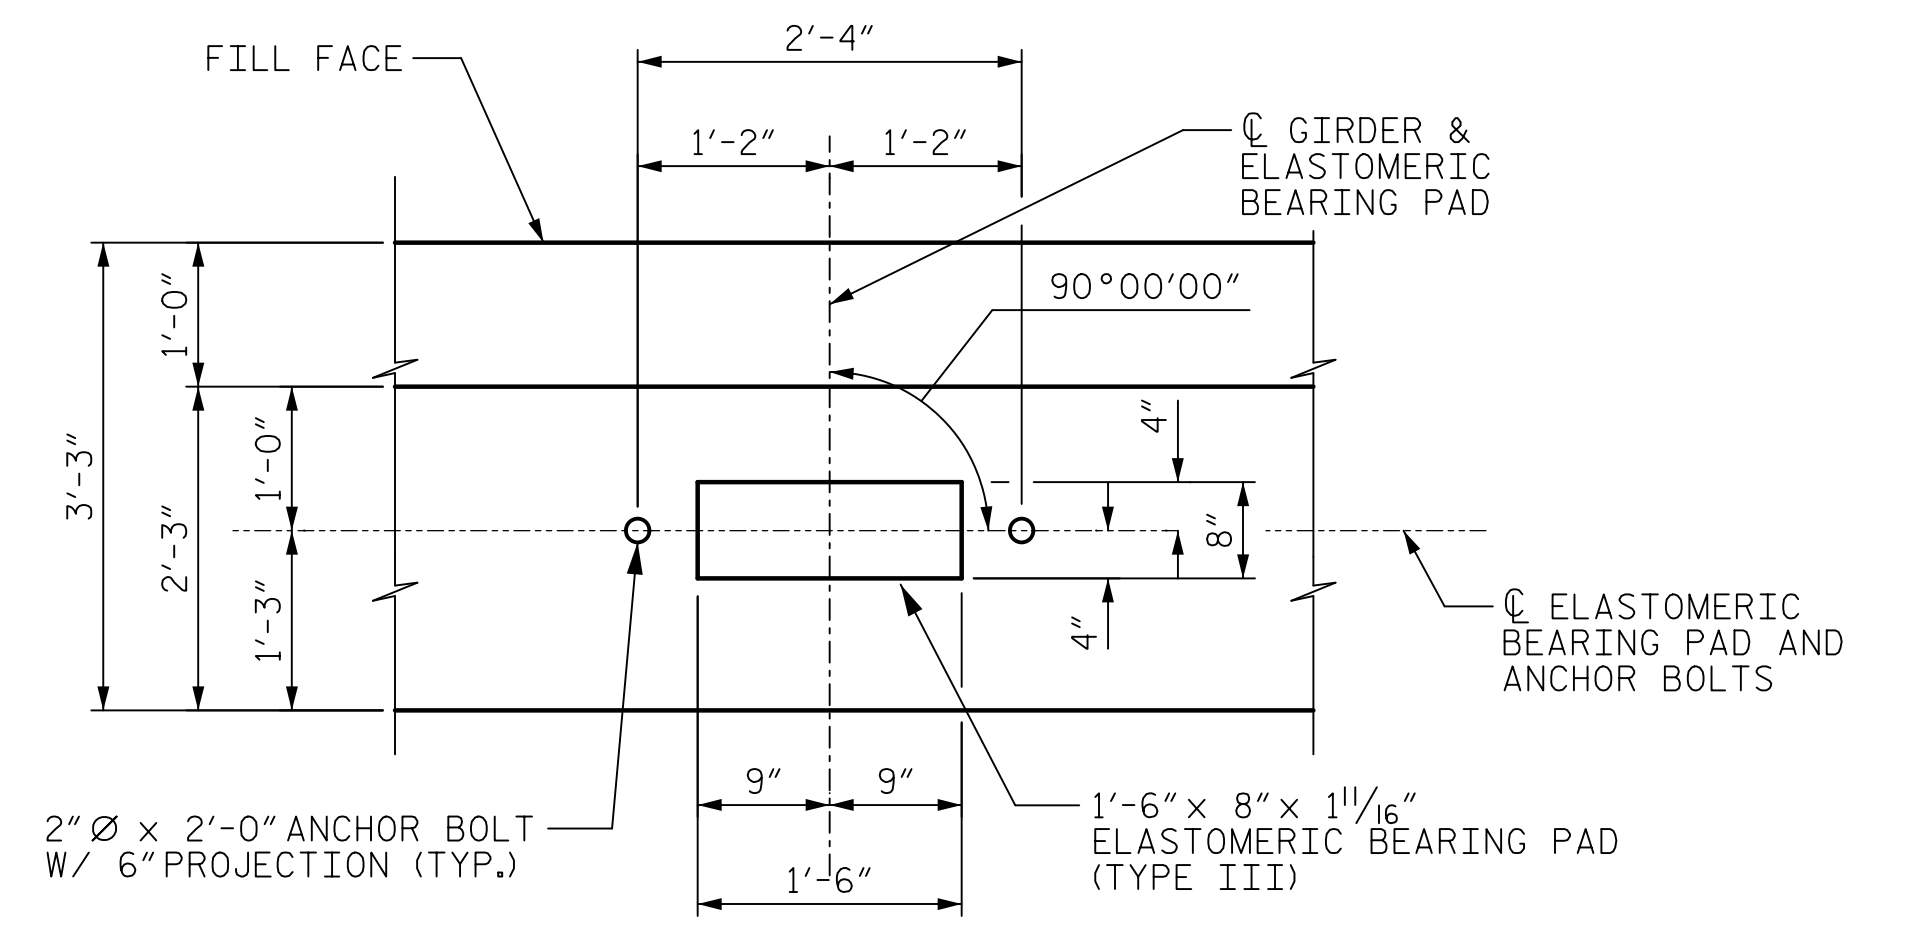 2'-4"
FILL FACE
1'-2"
1'-2"
℄ GIRDER &
ELASTOMERIC
BEARING PAD
90°00'00"
1'-0"
4"
1'-0"
3'-3"
2'-3"
8"
1'-3"
4"
℄ ELASTOMERIC
BEARING PAD AND
ANCHOR BOLTS
9"
9"
2"Ø x 2'-0" ANCHOR BOLT
W/ 6" PROJECTION (TYP.)
1'-6" x 8" x 1 11/16"
ELASTOMERIC BEARING PAD
(TYPE III)
1'-6"